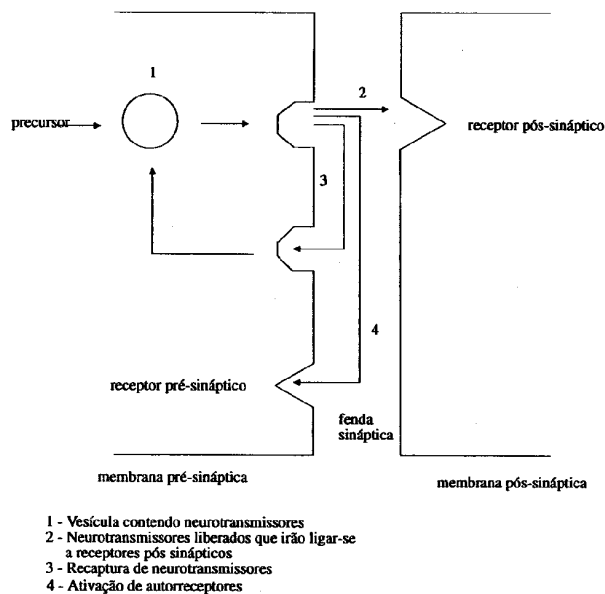 1
precursor
2
receptor pós-sináptico
3
4
receptor pré-sináptico
fenda
sináptica
membrana pré-sináptica
membrana pós-sináptica
1 - Vesícula contendo neurotransmissores
2 - Neurotransmissores liberados que irão ligar-se
a receptores pós sinápticos
3 - Recaptura de neurotransmissores
4 - Ativação de autorreceptores